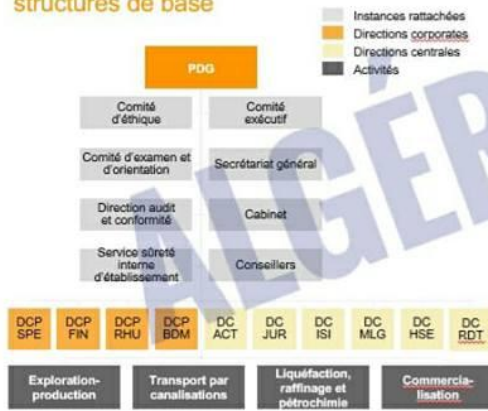 structures de base
Instances rattachées
Directions corporates
Directions centrales
Activités
PDG
Comité
d'éthique
Comité
exécutif
Comité d'examen et
d'orientation
Secrétariat général
Direction audit
et conformité
Cabinet
Service sûreté
interne
d'établissement
Conseillers
DCP
SPE
DCP
FIN
DCP
RHU
DCP
BDM
DC
ACT
DC
JUR
DC
ISI
DC
MLG
DC
HSE
DC
RDT
Exploration-
production
Transport par
canalisations
Liquéfaction,
raffinage et
pétrochimie
Commercia-
lisation
ALGÉR